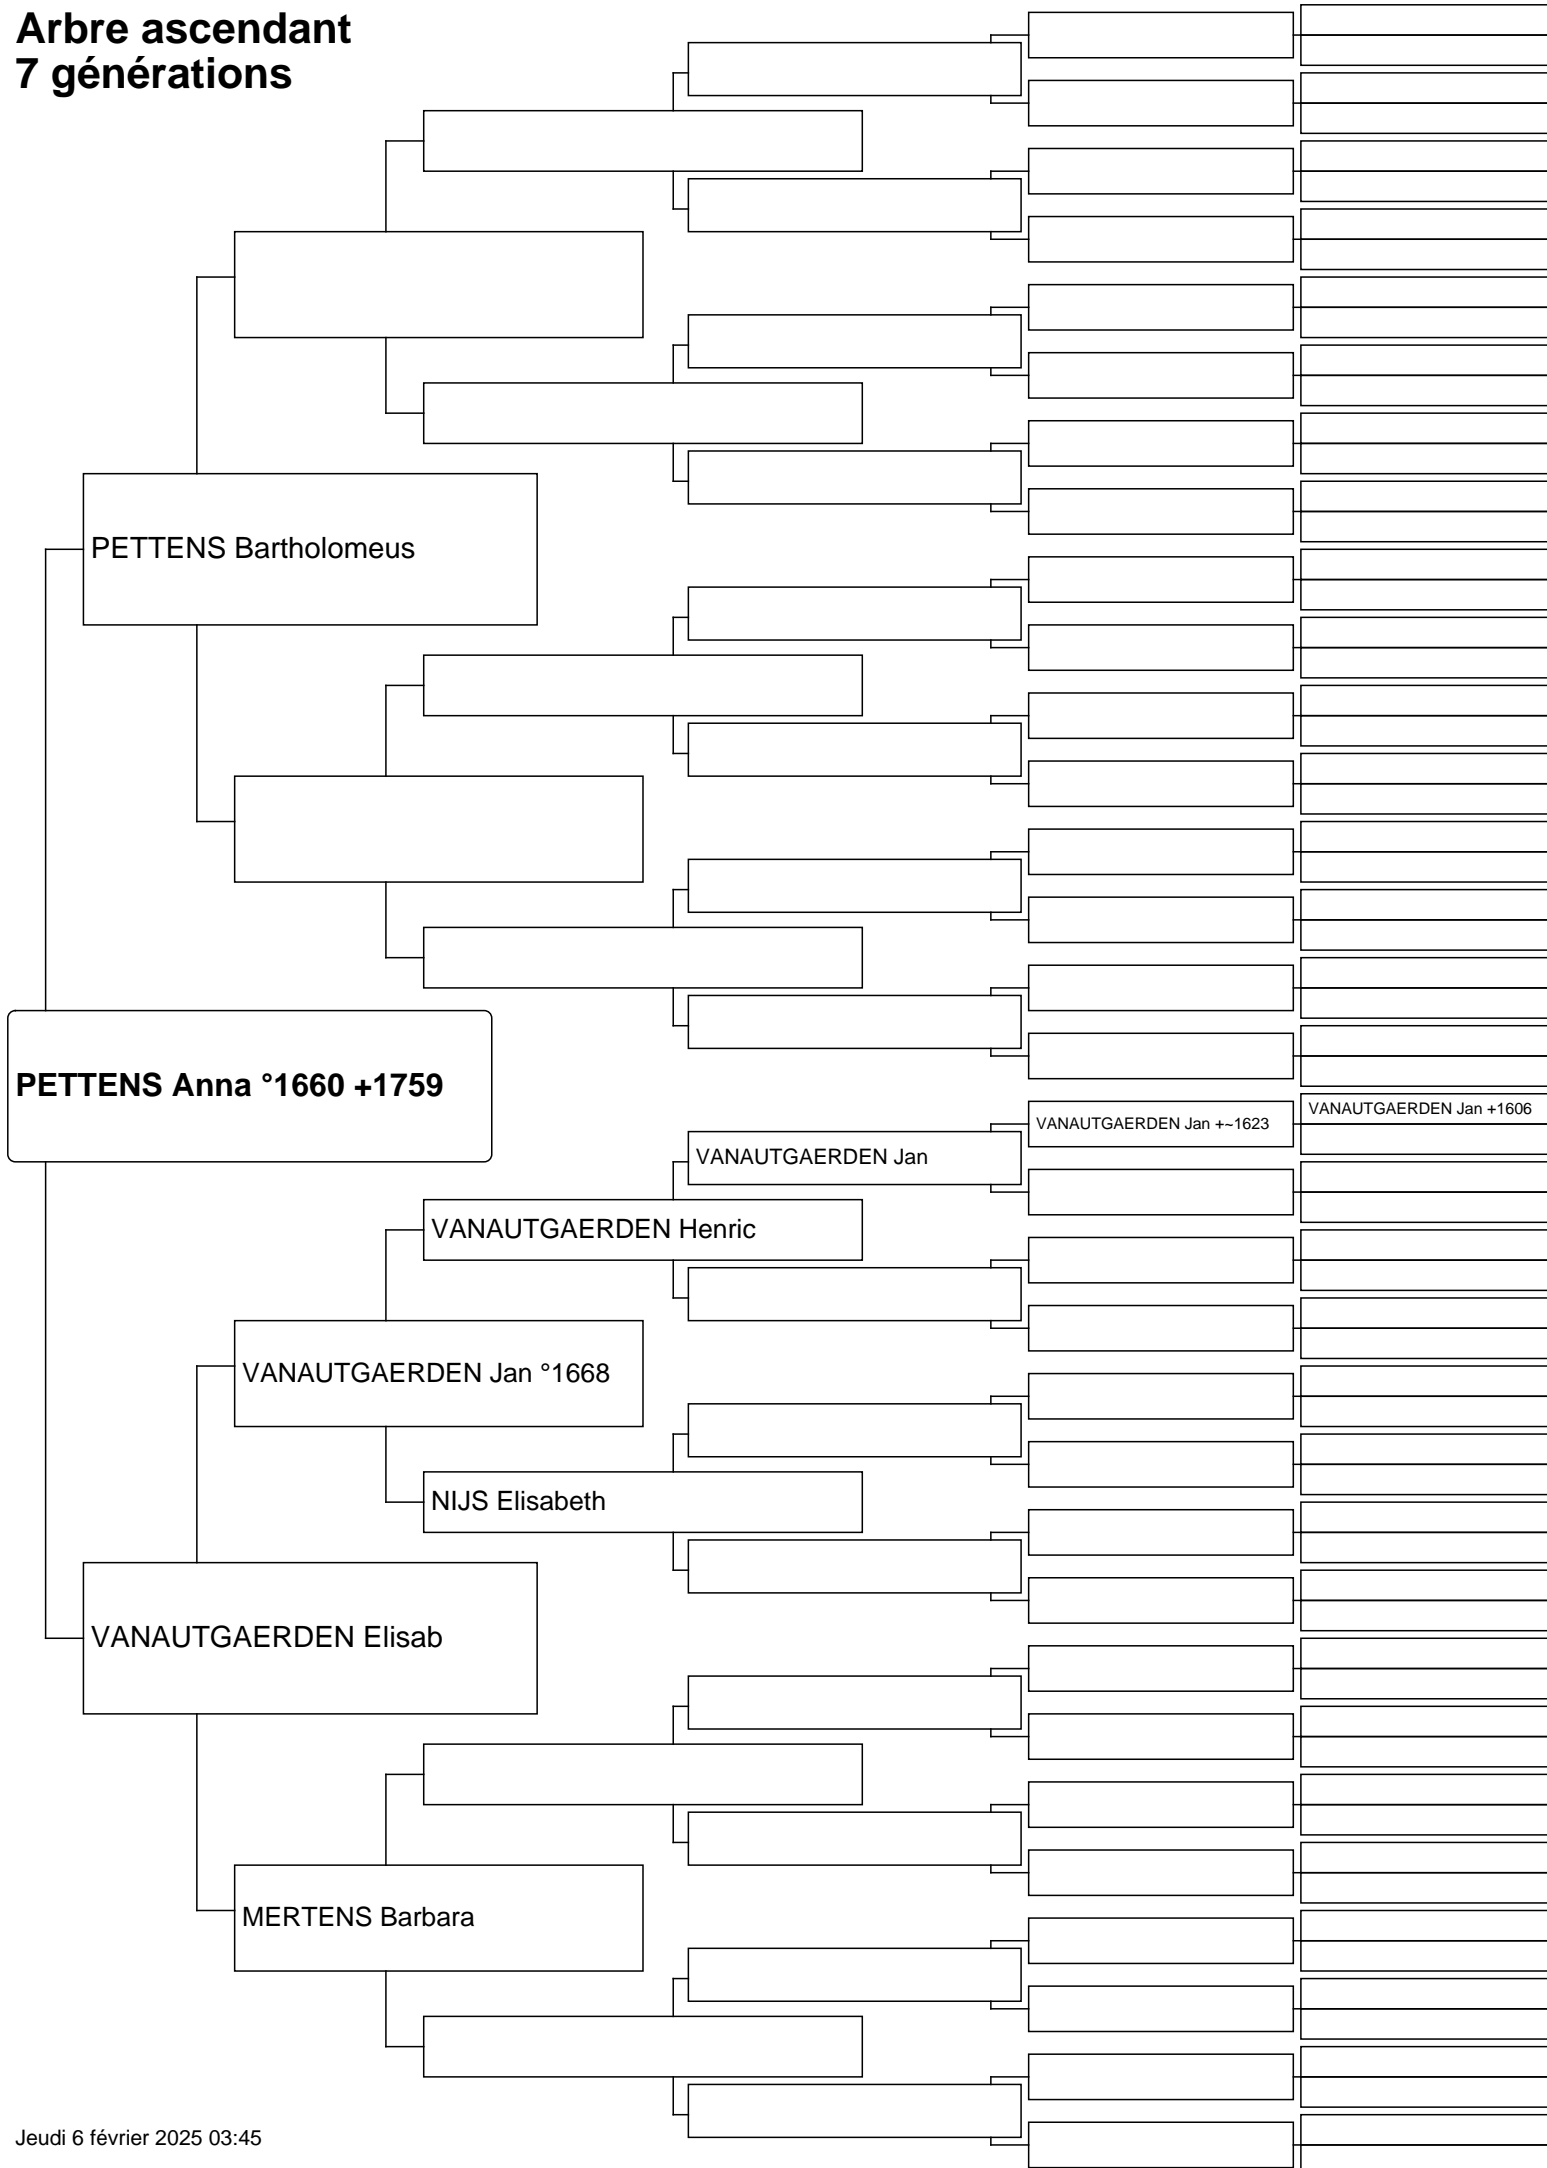 Arbre ascendant
7 générations
PETTENS Bartholomeus
PETTENS Anna °1660 +1759
VANAUTGAERDEN Jan +~1623
VANAUTGAERDEN Jan +1606
VANAUTGAERDEN Jan
VANAUTGAERDEN Henric
VANAUTGAERDEN Jan °1668
NIJS Elisabeth
VANAUTGAERDEN Elisab
MERTENS Barbara
Jeudi 6 février 2025 03:45